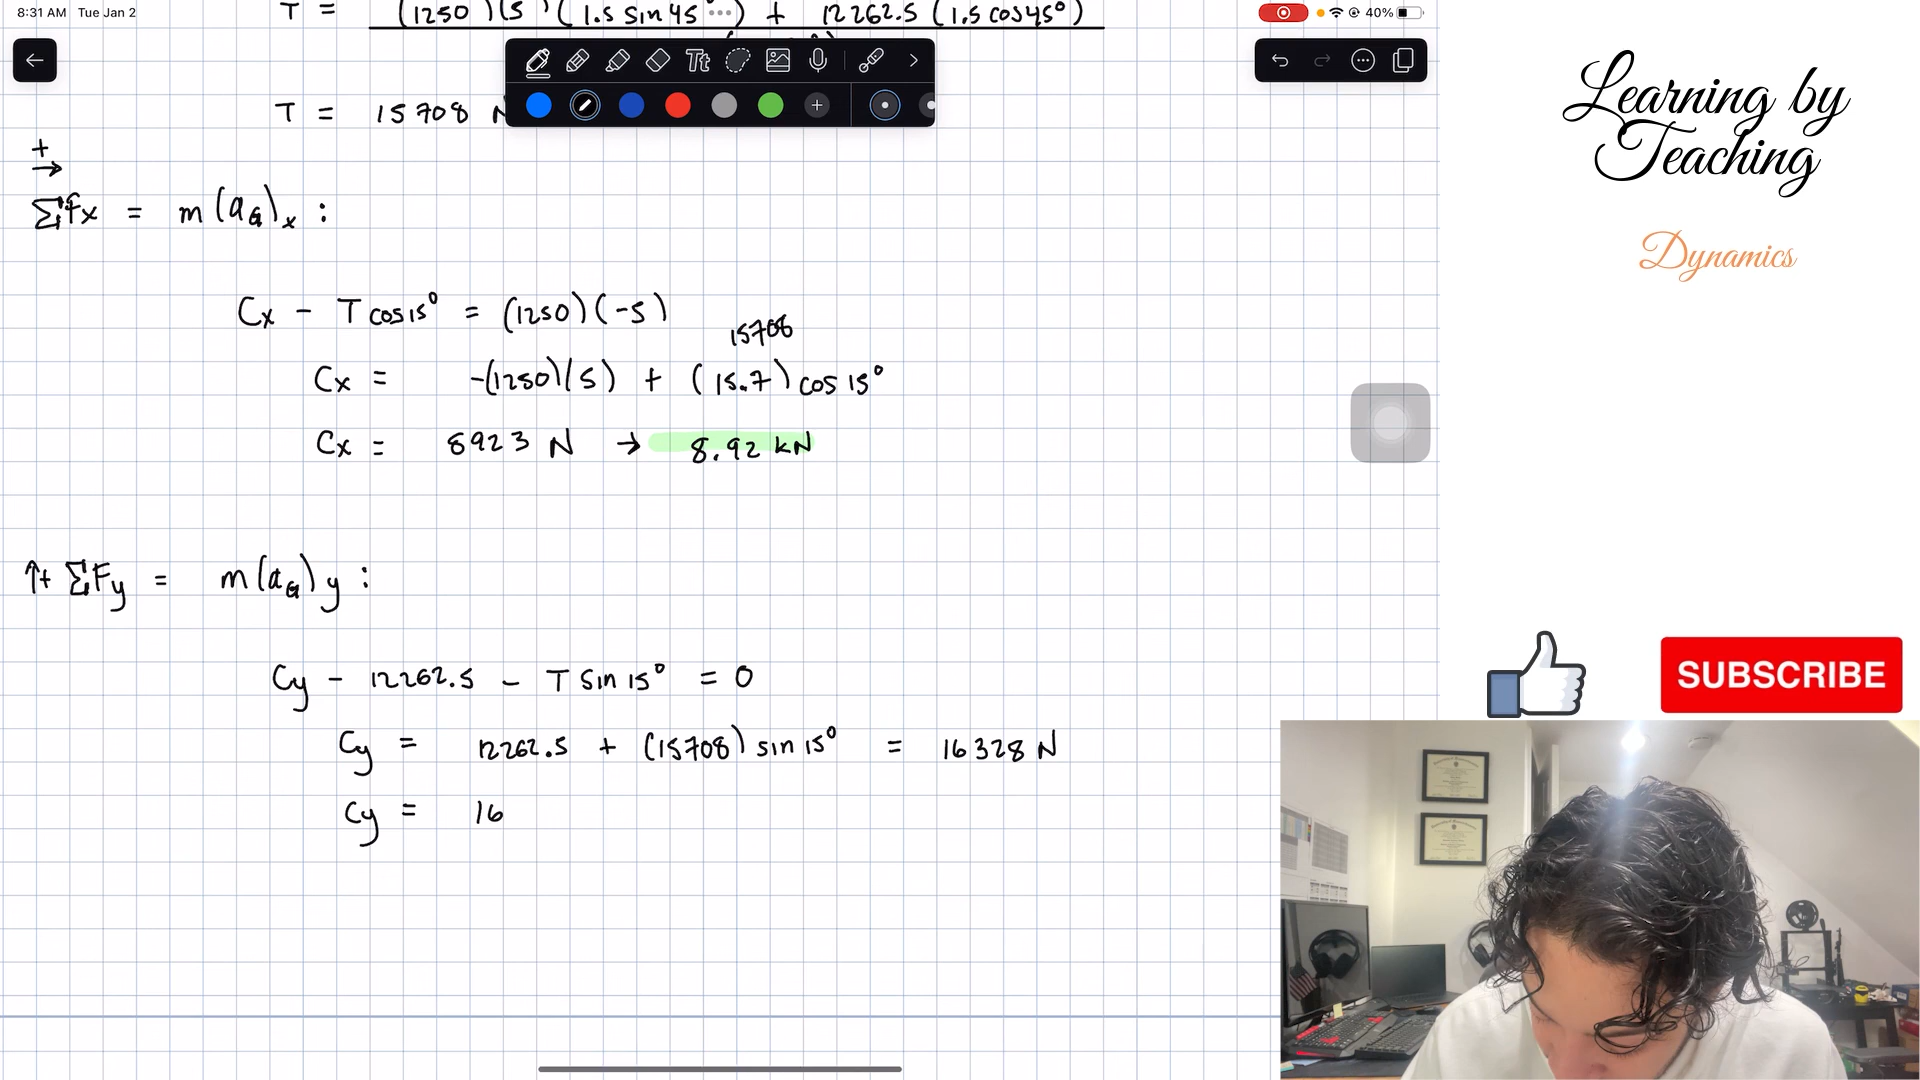 8:31 AM Tue Jan 2
40%
T = (1250)(5)(1.5 sin 45 ) + 12262.5 (1.5 cos 45°)
Tt
T = 15708 N
+
→
ΣFx = m(aG)x :
Cx - T cos 15° = (1250)(-5)
15708
Cx = -(1250)(5) + (15.7) cos 15°
Cx = 8923 N → 8.92 kN
↑+ ΣFy = m(aG)y :
Cy - 12262.5 - T Sin 15° = 0
Cy = 12262.5 + (15708) sin 15° = 16328 N
Cy = 16
Learning by
Teaching
Dynamics
SUBSCRIBE